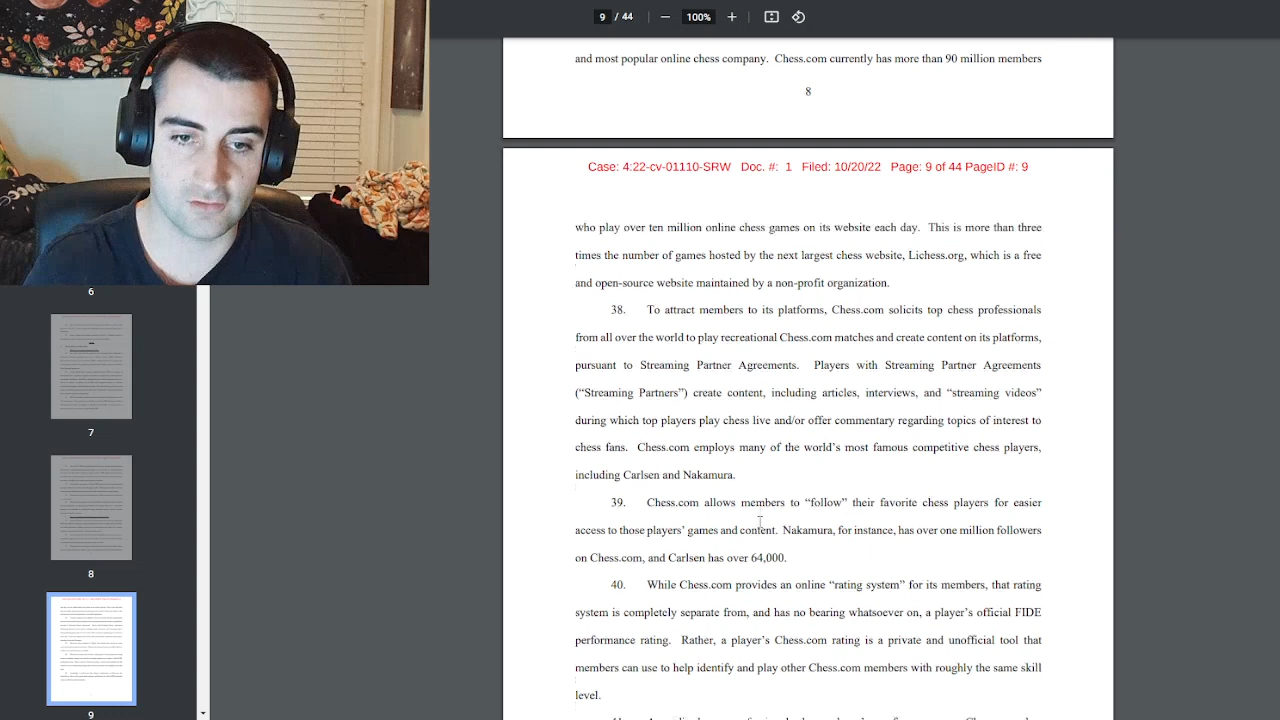 9 / 44
100%
and most popular online chess company. Chess.com currently has more than 90 million members
8
Case: 4:22-cv-01110-SRW Doc. #: 1 Filed: 10/20/22 Page: 9 of 44 PageID #: 9
who play over ten million online chess games on its website each day. This is more than three
times the number of games hosted by the next largest chess website, Lichess.org, which is a free
and open-source website maintained by a non-profit organization.
38. To attract members to its platforms, Chess.com solicits top chess professionals
from all over the world to play recreational Chess.com matches and create content on its platforms,
pursuant to Streaming Partner Agreements. Players with Streaming Partner Agreements
(“Streaming Partners”) create content, including articles, interviews, and “streaming videos”
during which top players play chess live and/or offer commentary regarding topics of interest to
chess fans. Chess.com employs many of the world’s most famous competitive chess players,
including Carlsen and Nakamura.
39. Chess.com allows members to “follow” their favorite chess players for easier
access to those players’ games and content. Nakamura, for instance, has over one million followers
on Chess.com, and Carlsen has over 64,000.
40. While Chess.com provides an online “rating system” for its members, that rating
system is completely separate from, and has no bearing whatsoever on, a player’s official FIDE
performance rating. Rather, a player’s Chess.com rating is a private unofficial tool that
members can use to help identify and play other Chess.com members with roughly the same skill
level.
6
7
8
9